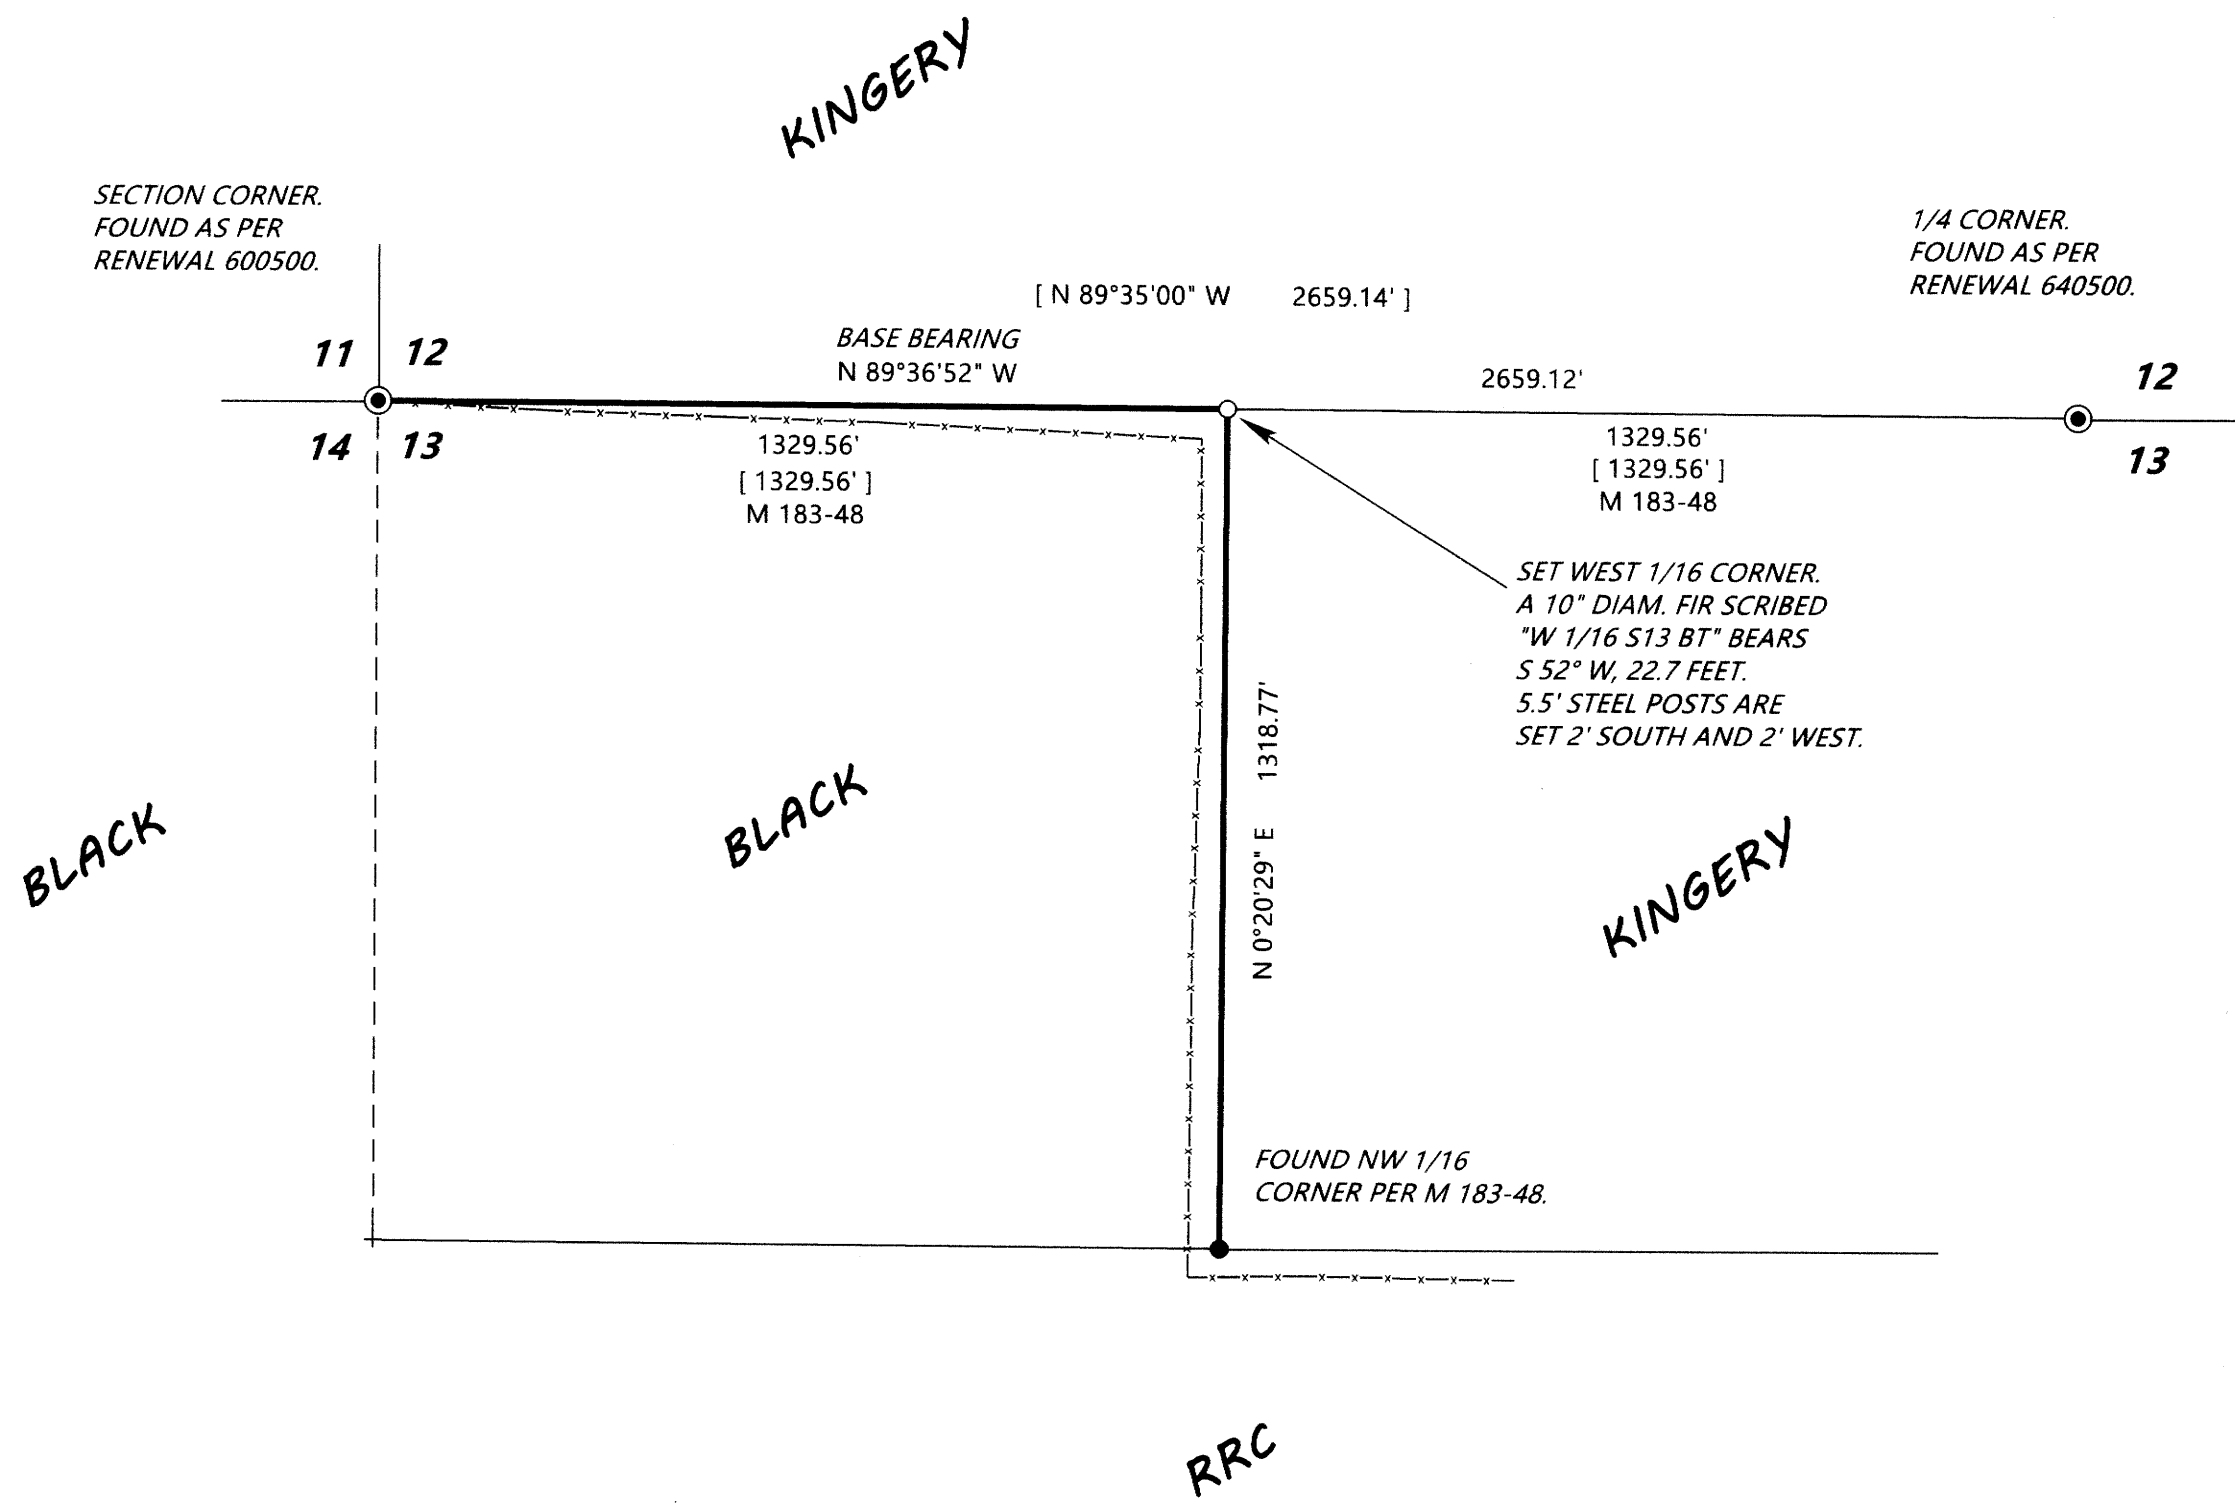 KINGERY
SECTION CORNER.
FOUND AS PER
RENEWAL 600500.
1/4 CORNER.
FOUND AS PER
RENEWAL 640500.
[ N 89°35'00" W 2659.14' ]
BASE BEARING
N 89°36'52" W
2659.12'
11 12
14 13
12
13
1329.56'
[ 1329.56' ]
M 183-48
1329.56'
[ 1329.56' ]
M 183-48
SET WEST 1/16 CORNER.
A 10" DIAM. FIR SCRIBED
"W 1/16 S13 BT" BEARS
S 52° W, 22.7 FEET.
5.5' STEEL POSTS ARE
SET 2' SOUTH AND 2' WEST.
N 0°20'29" E 1318.77'
BLACK
BLACK
KINGERY
FOUND NW 1/16
CORNER PER M 183-48.
RRC